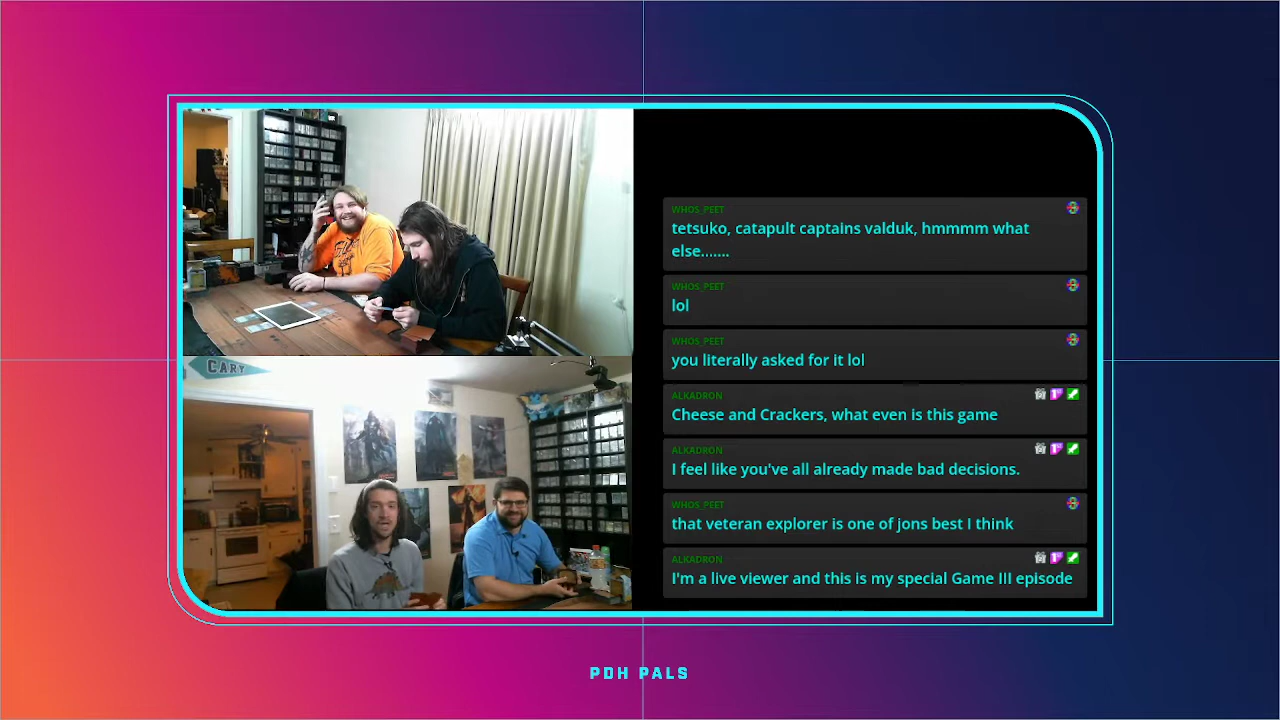 CARY
WHOS_PEET
tetsuko, catapult captains valduk, hmmmm what
else.......
WHOS_PEET
lol
WHOS_PEET
you literally asked for it lol
ALKADRON
Cheese and Crackers, what even is this game
ALKADRON
I feel like you've all already made bad decisions.
WHOS_PEET
that veteran explorer is one of jons best I think
ALKADRON
I'm a live viewer and this is my special Game III episode
PDH PALS